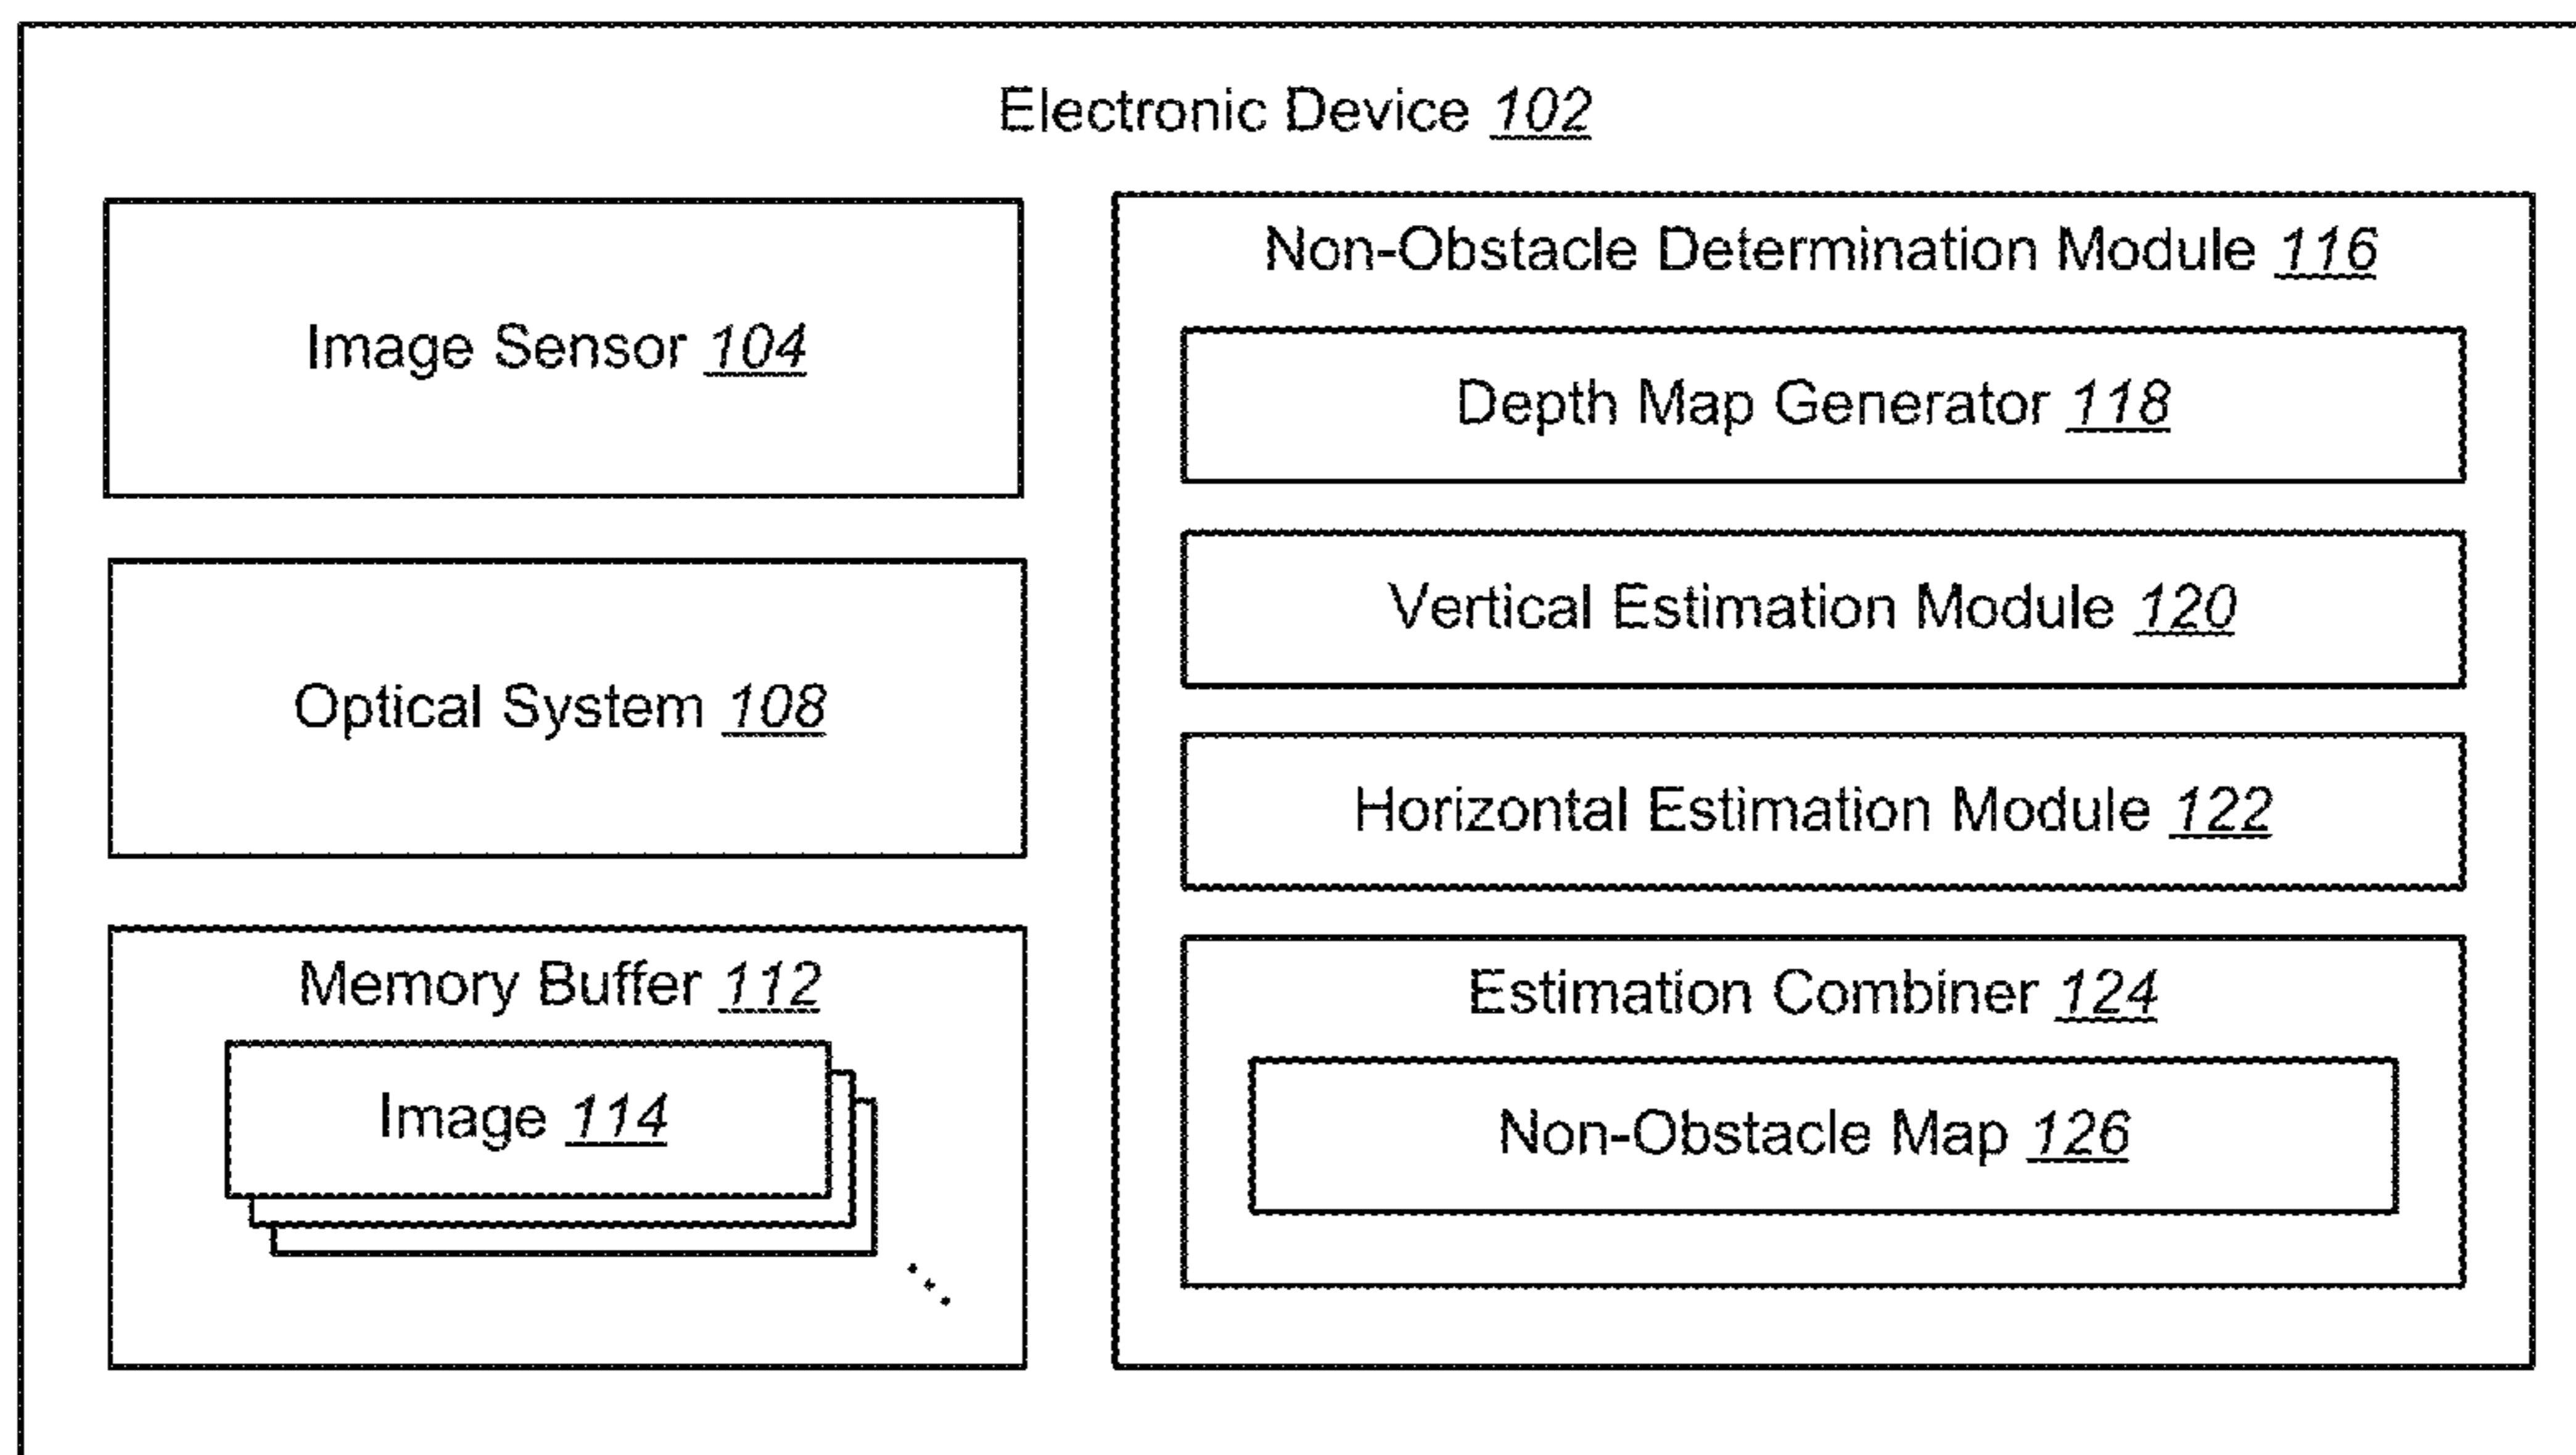 Electronic Device 102
Image Sensor 104
Optical System 108
Memory Buffer 112
Image 114
Non-Obstacle Determination Module 116
Depth Map Generator 118
Vertical Estimation Module 120
Horizontal Estimation Module 122
Estimation Combiner 124
Non-Obstacle Map 126